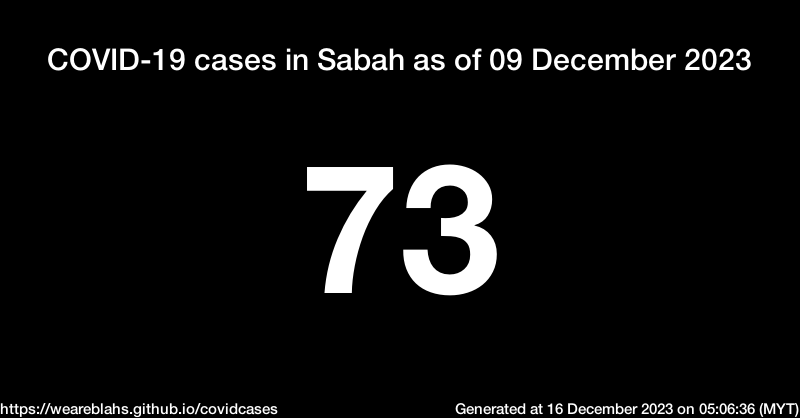 COVID-19 cases in Sabah as of 09 December 2023
73
https://weareblahs.github.io/covidcases
Generated at 16 December 2023 on 05:06:36 (MYT)